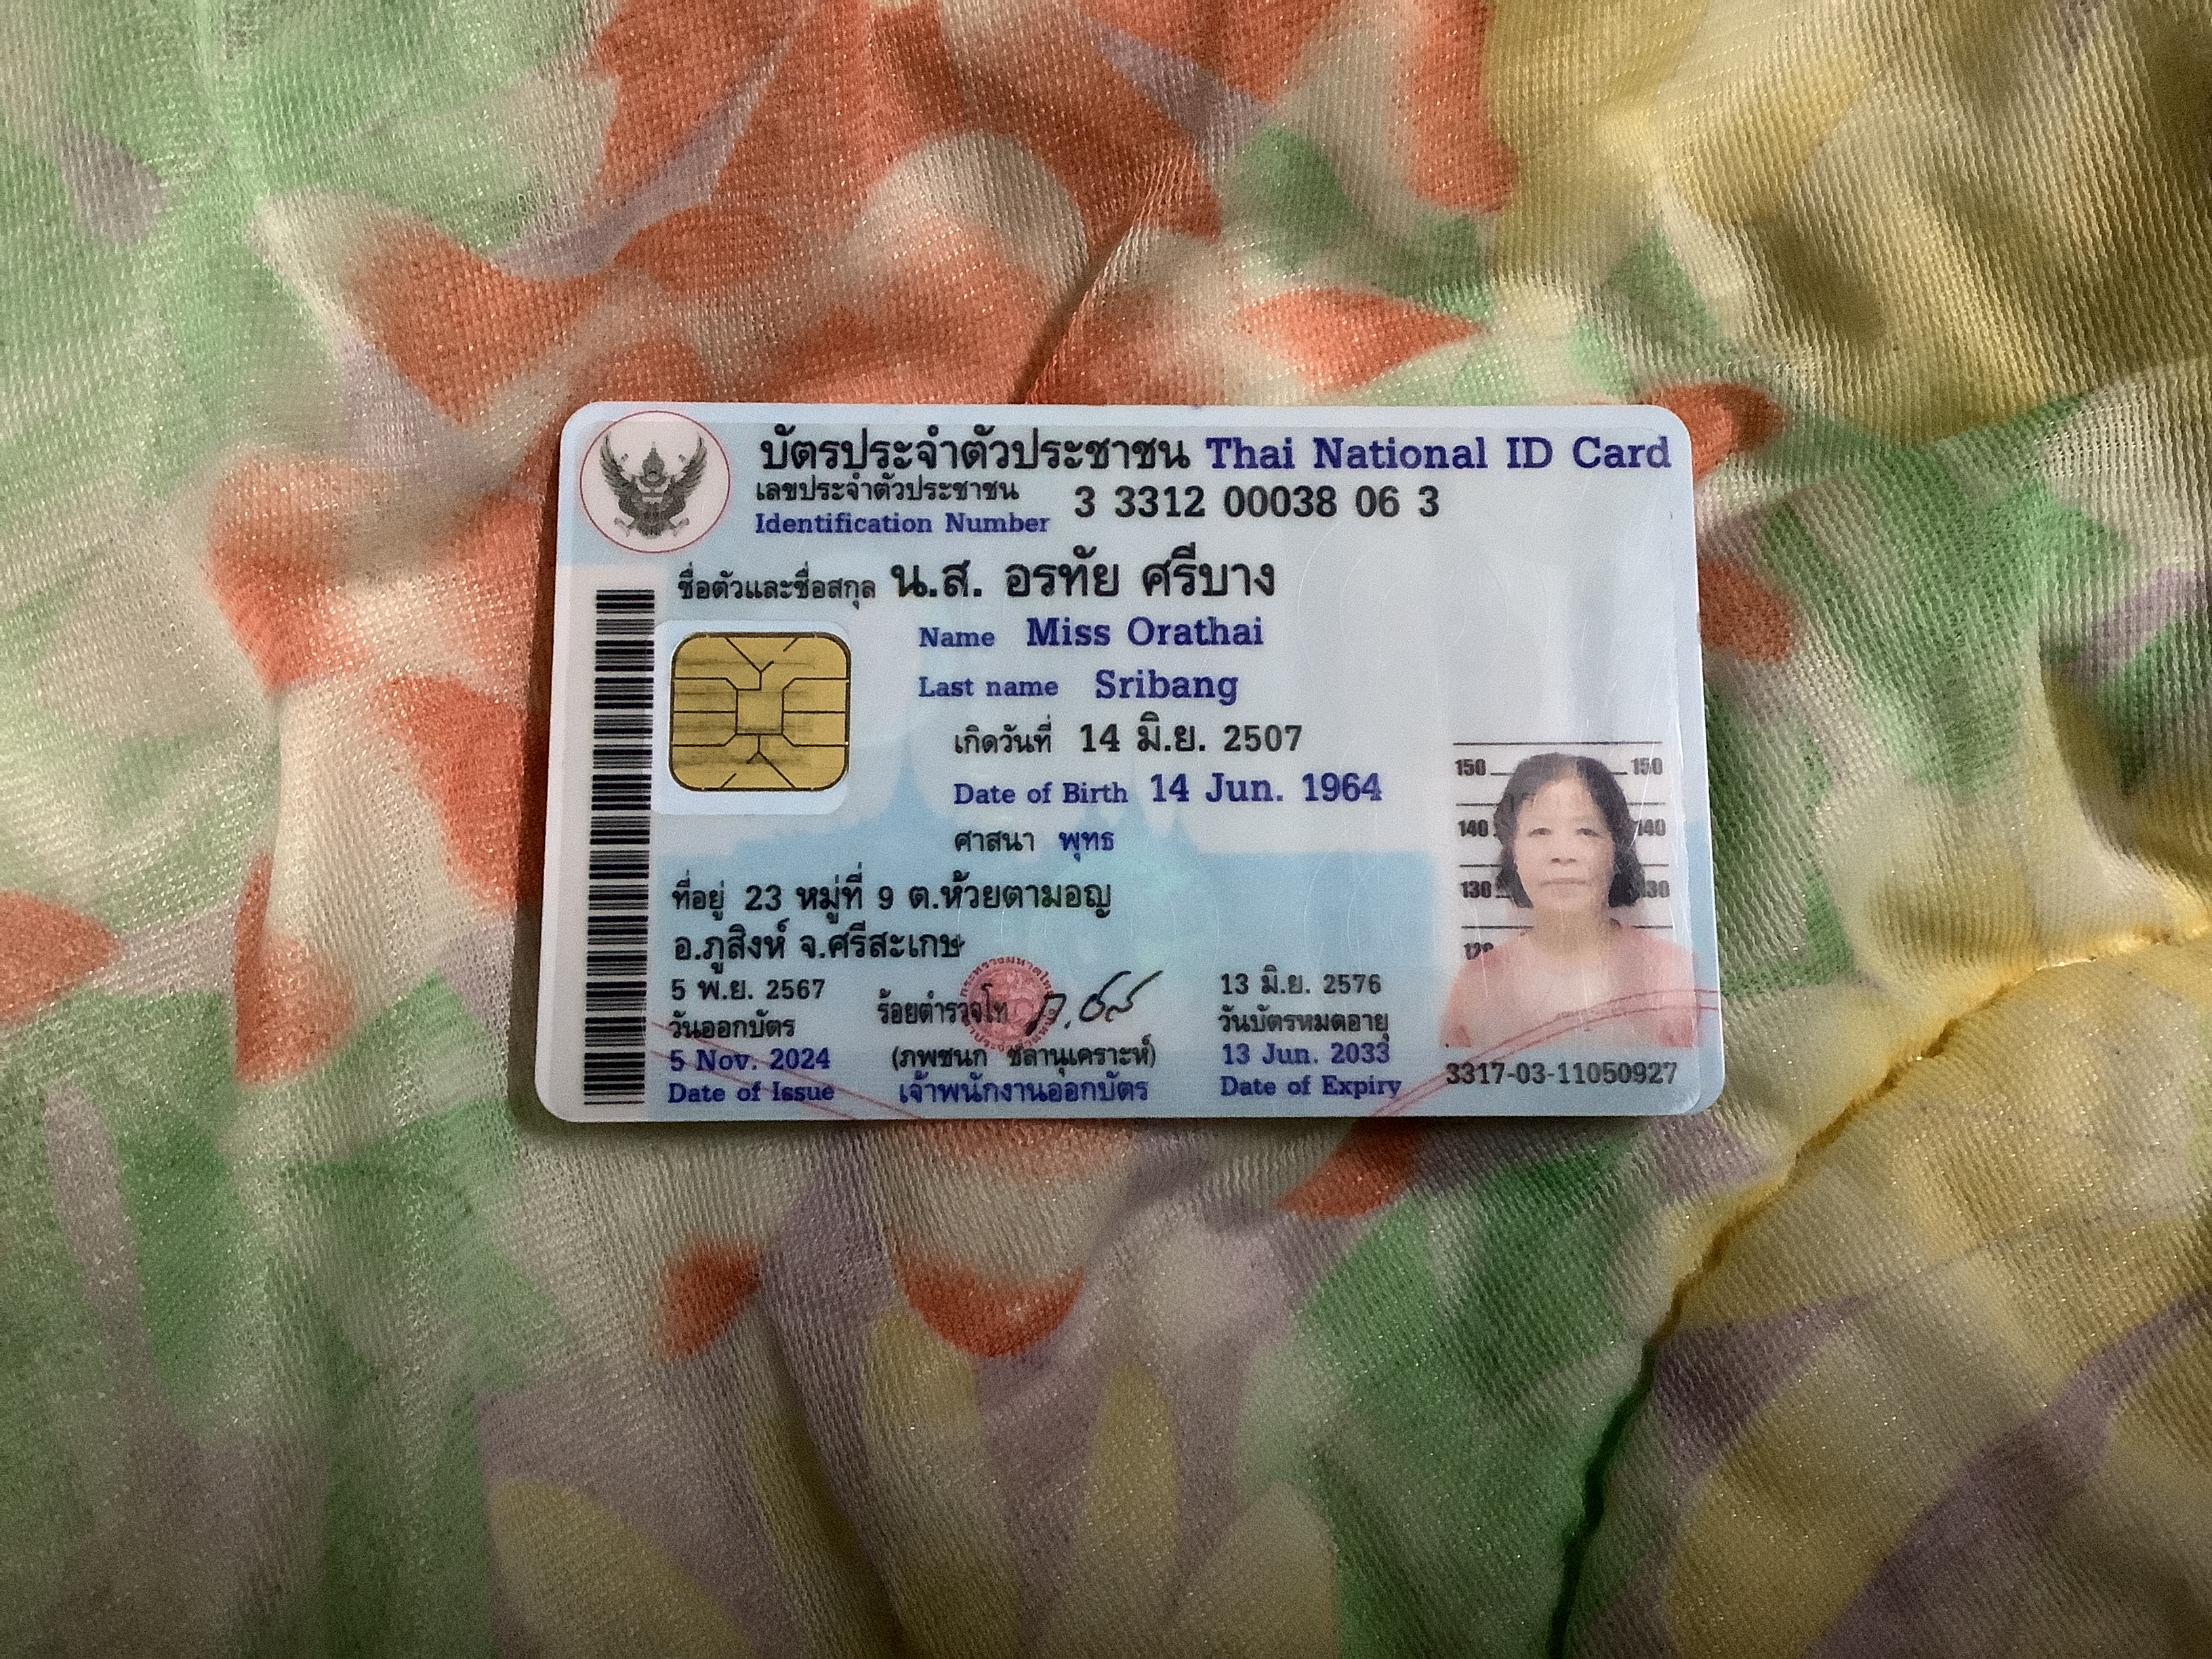 บัตรประจำตัวประชาชน Thai National ID Card
เลขประจำตัวประชาชน
Identification Number 3 3312 00038 06 3
ชื่อตัวและชื่อสกุล น.ส. อรทัย ศรีบาง
Name Miss Orathai
Last name Sribang
เกิดวันที่ 14 มิ.ย. 2507
Date of Birth 14 Jun. 1964
ศาสนา พุทธ
ที่อยู่ 23 หมู่ที่ 9 ต.ห้วยตามอญ
อ.ภูสิงห์ จ.ศรีสะเกษ
5 พ.ย. 2567
วันออกบัตร
5 Nov. 2024
Date of Issue
ร้อยตำรวจโท
(ภพชนก ชลานุเคราะห์)
เจ้าพนักงานออกบัตร
13 มิ.ย. 2576
วันบัตรหมดอายุ
13 Jun. 2033
Date of Expiry
150 150
140 140
130 130
120
3317-03-11050927